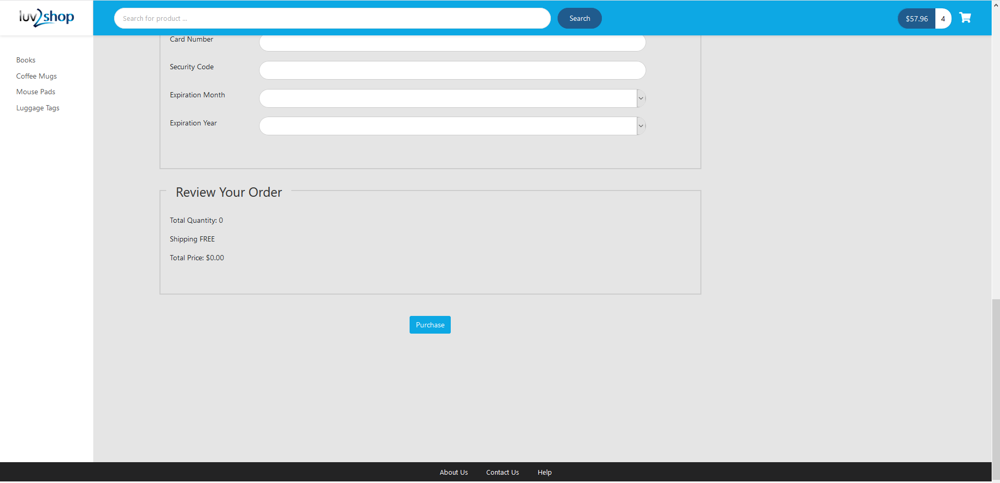 luv2shop
Search for product ...
Search
$57.96 4
Books
Coffee Mugs
Mouse Pads
Luggage Tags
Card Number
Security Code
Expiration Month
Expiration Year
Review Your Order
Total Quantity: 0
Shipping FREE
Total Price: $0.00
Purchase
About Us Contact Us Help